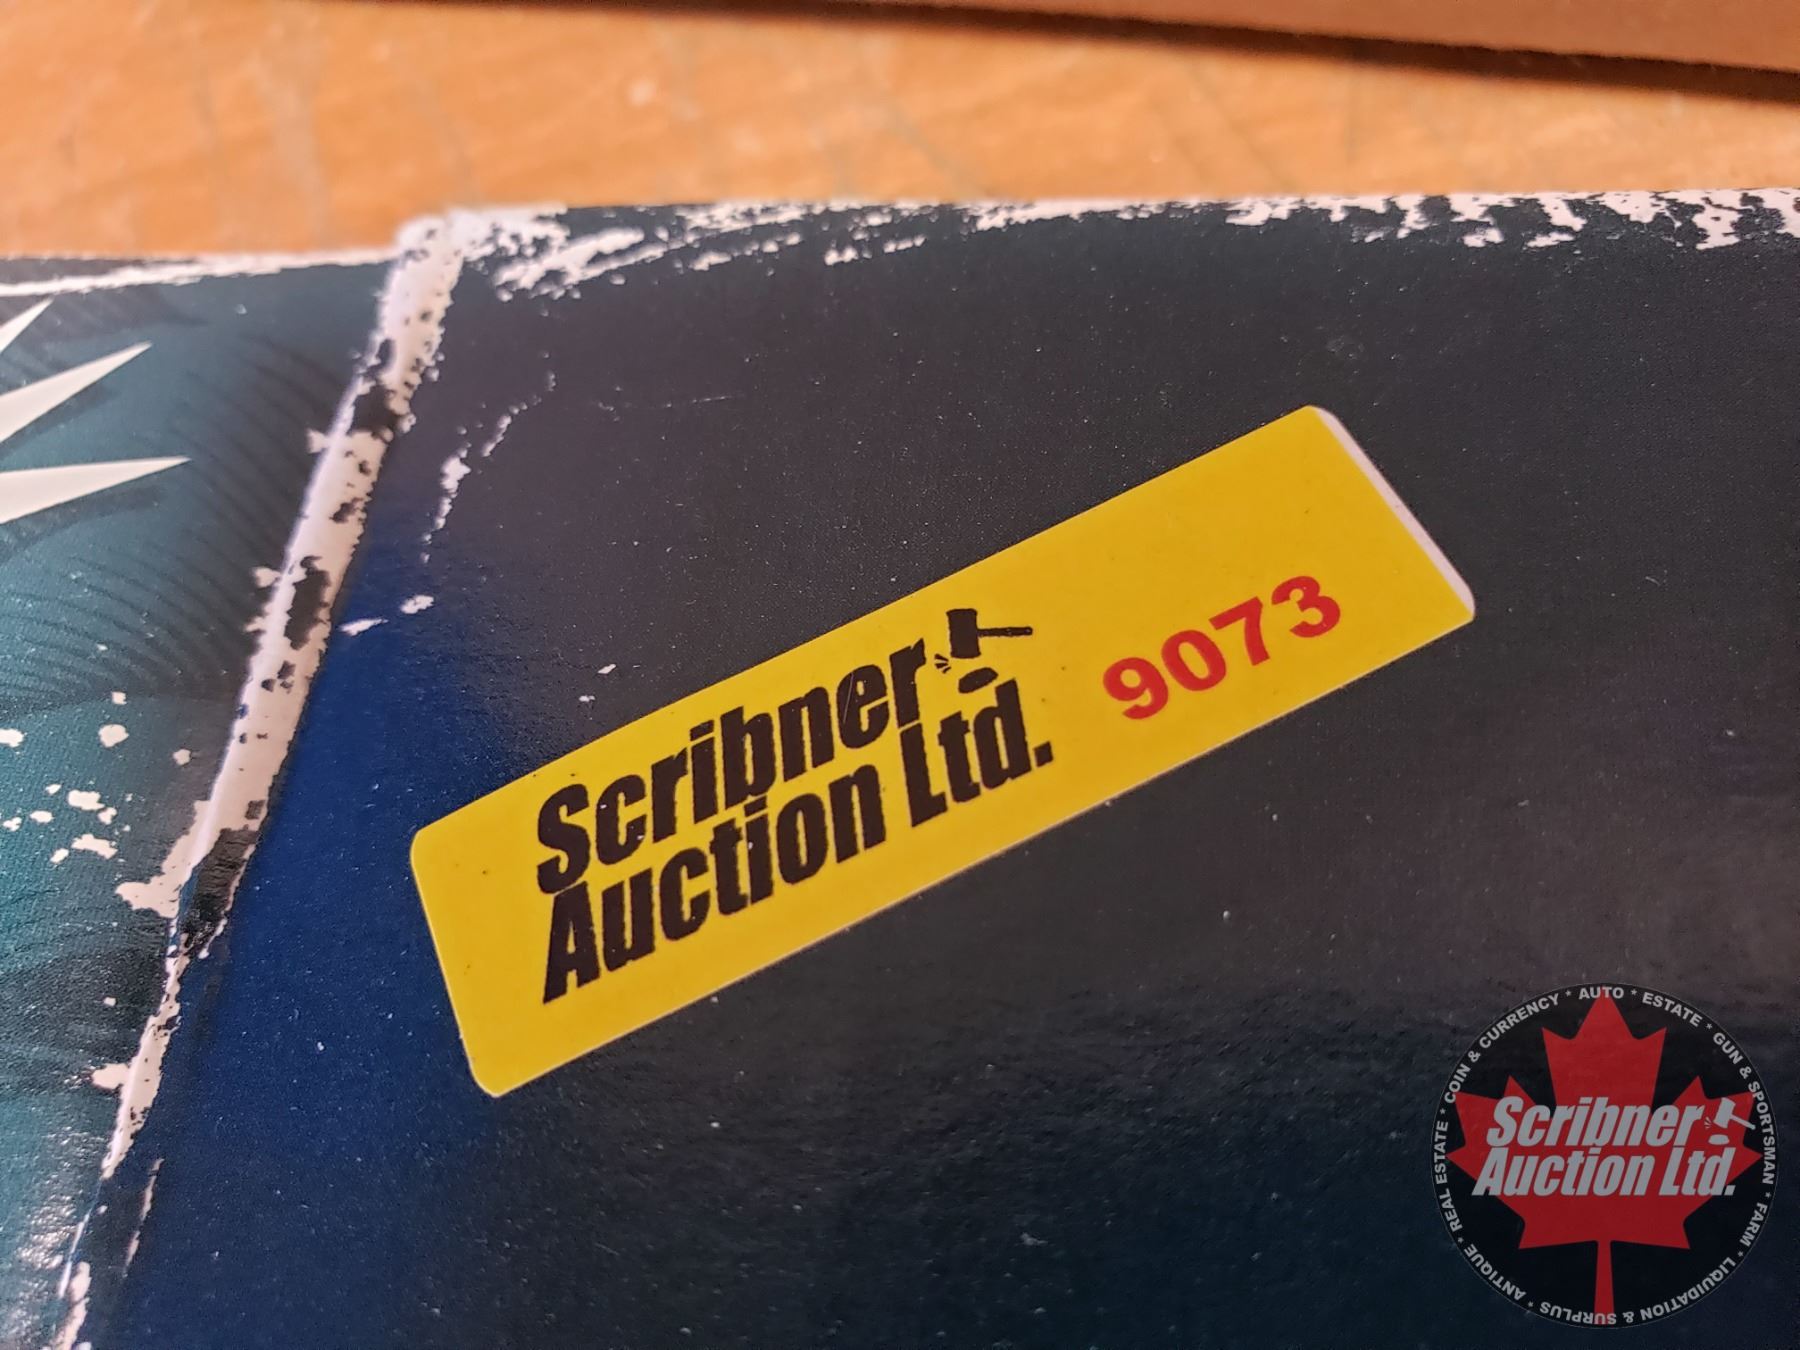 Scribner
Auction Ltd.
9073
COIN & CURRENCY * AUTO * ESTATE * GUN & SPORTSMAN * FARM * LIQUIDATION & SURPLUS * ANTIQUE * REAL ESTATE *
Scribner
Auction Ltd.